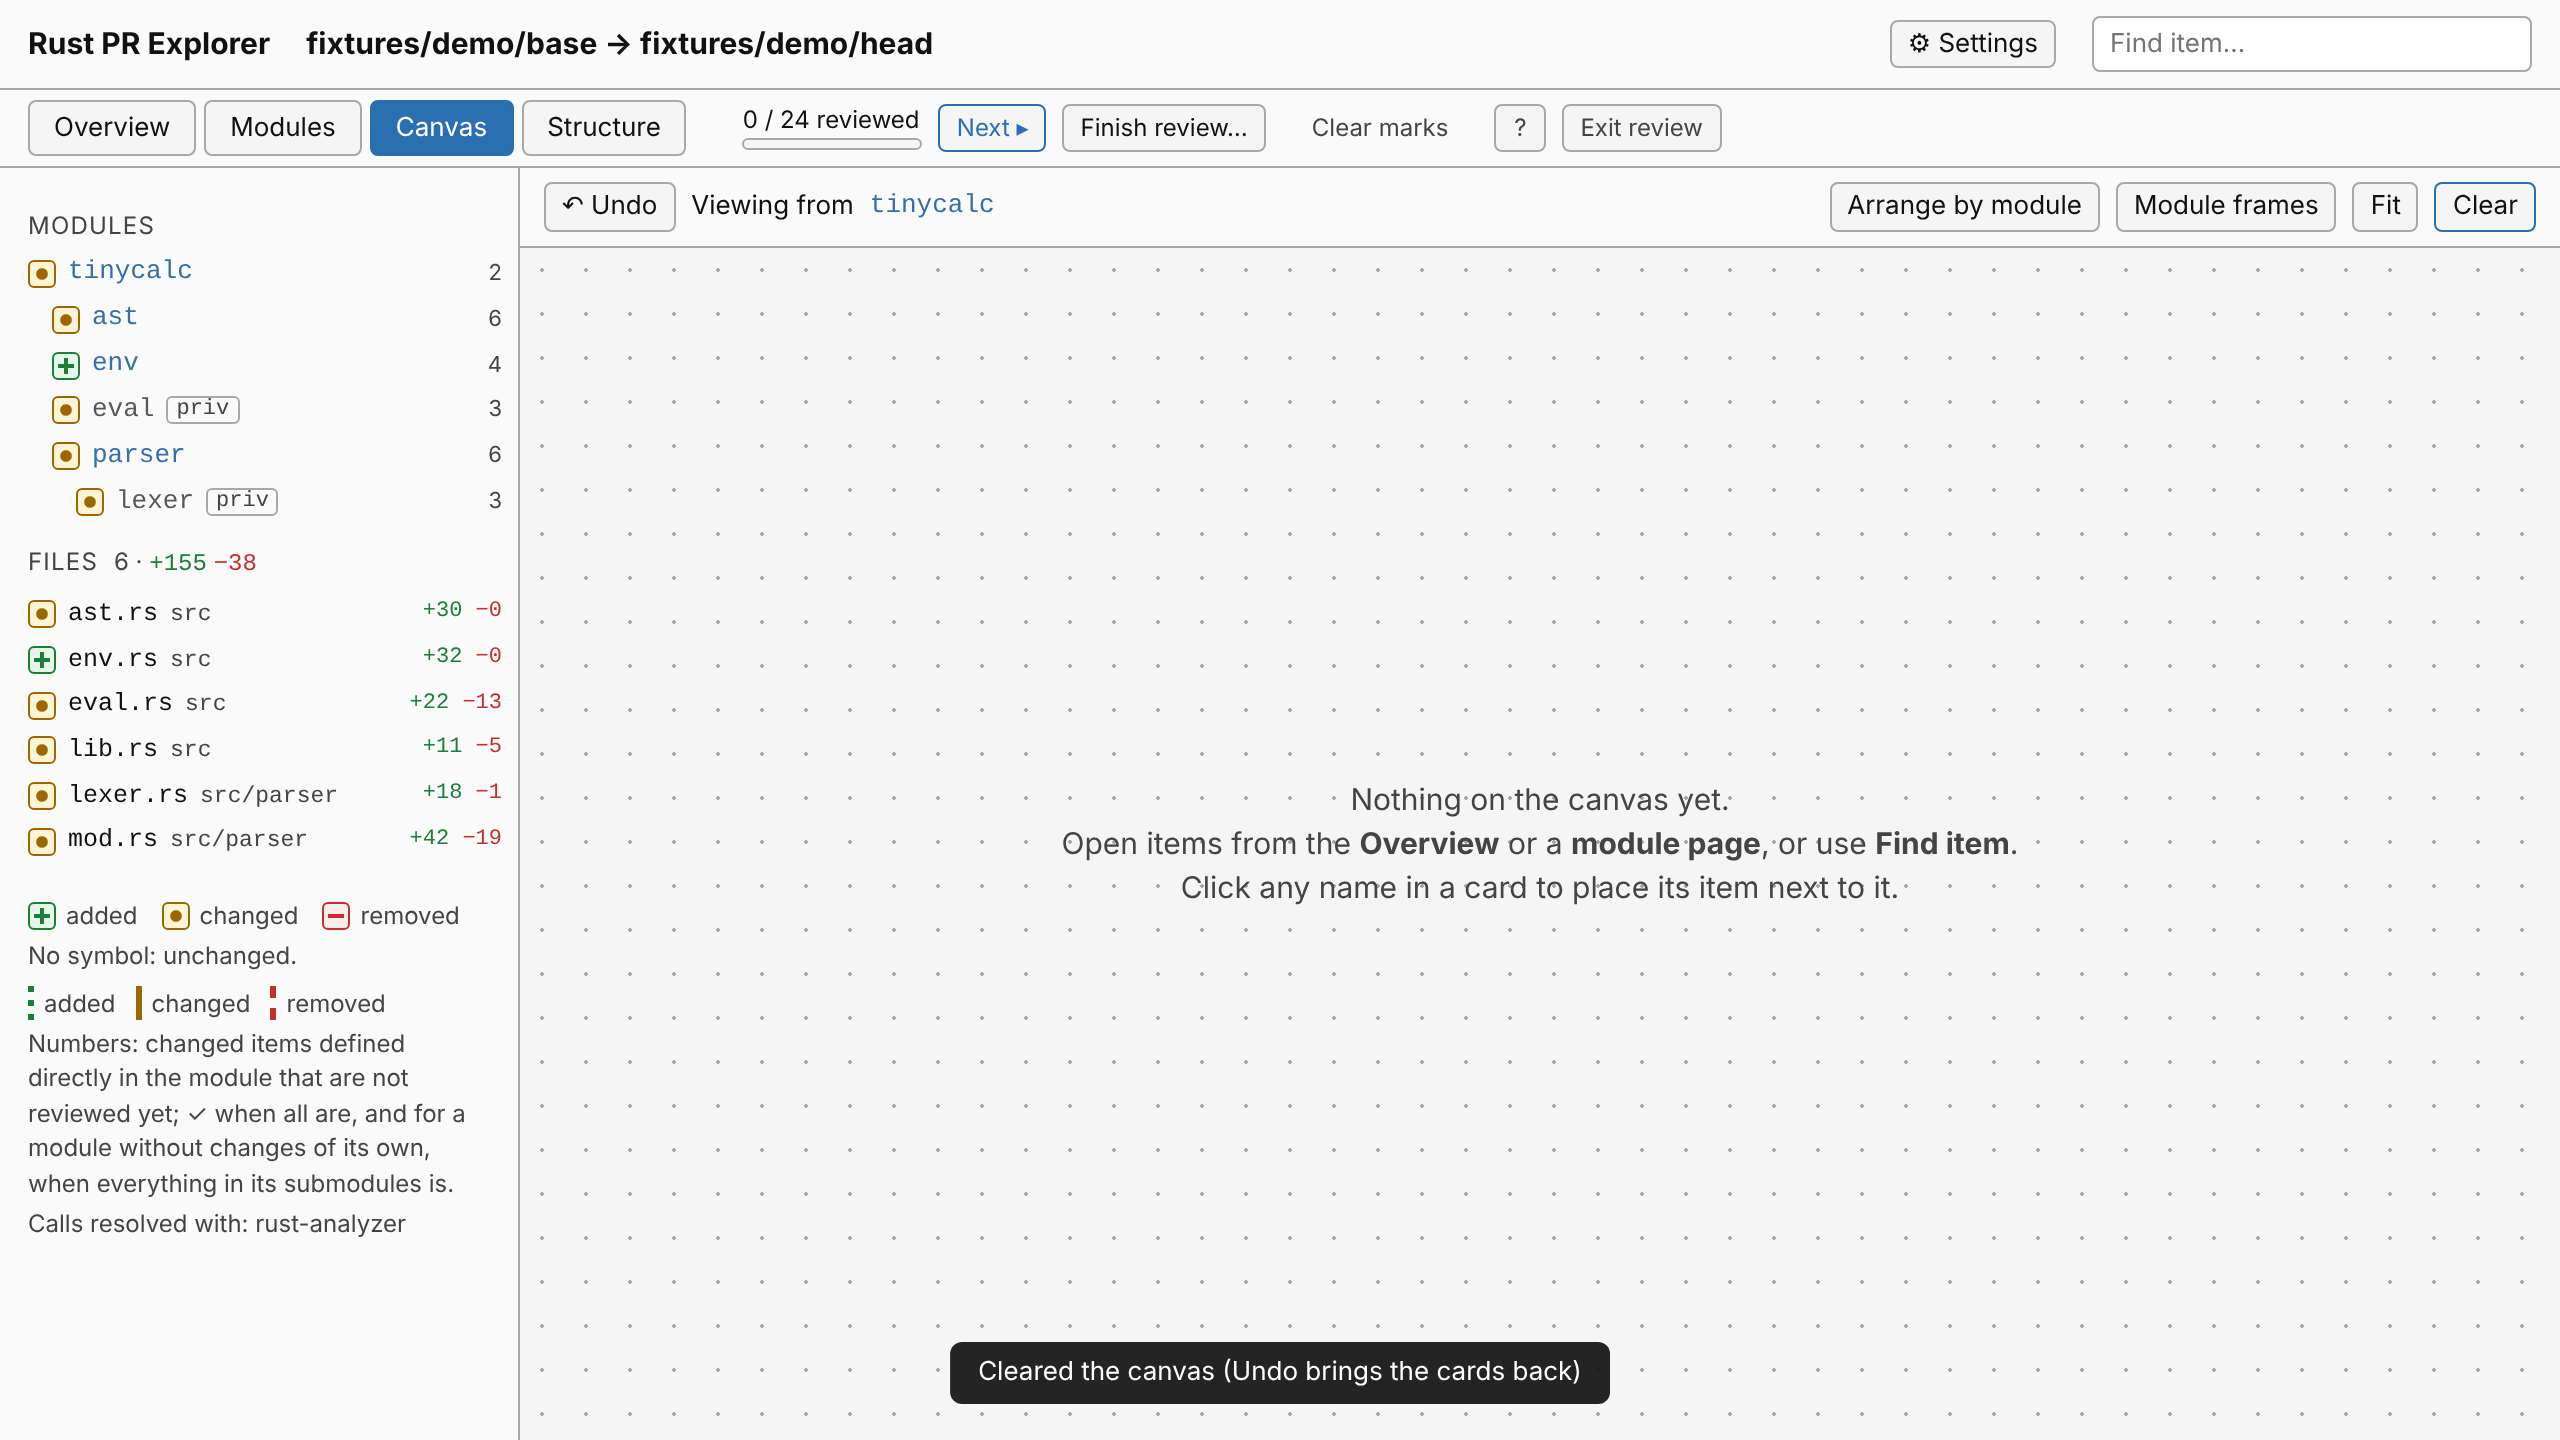 Rust PR Explorer fixtures/demo/base → fixtures/demo/head
⚙ Settings
Find item...
Overview
Modules
Canvas
Structure
0 / 24 reviewed
Next ▸
Finish review...
Clear marks
?
Exit review
MODULES
tinycalc 2
ast 6
env 4
eval priv 3
parser 6
lexer priv 3
FILES 6 · +155 −38
ast.rs src +30 −0
env.rs src +32 −0
eval.rs src +22 −13
lib.rs src +11 −5
lexer.rs src/parser +18 −1
mod.rs src/parser +42 −19
added changed removed
No symbol: unchanged.
added changed removed
Numbers: changed items defined
directly in the module that are not
reviewed yet; ✓ when all are, and for a
module without changes of its own,
when everything in its submodules is.
Calls resolved with: rust-analyzer
↶ Undo
Viewing from tinycalc
Arrange by module
Module frames
Fit
Clear
Nothing on the canvas yet.
Open items from the Overview or a module page, or use Find item.
Click any name in a card to place its item next to it.
Cleared the canvas (Undo brings the cards back)